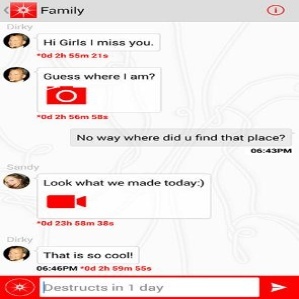 Family
Dirky
Hi Girls I miss you.
*0d 2h 55m 21s
Guess where I am?
*0d 2h 56m 58s
No way where did u find that place?
06:43PM
Sandy
Look what we made today:)
*0d 23h 58m 38s
Dirky
That is so cool!
06:46PM *0d 2h 59m 55s
Destructs in 1 day